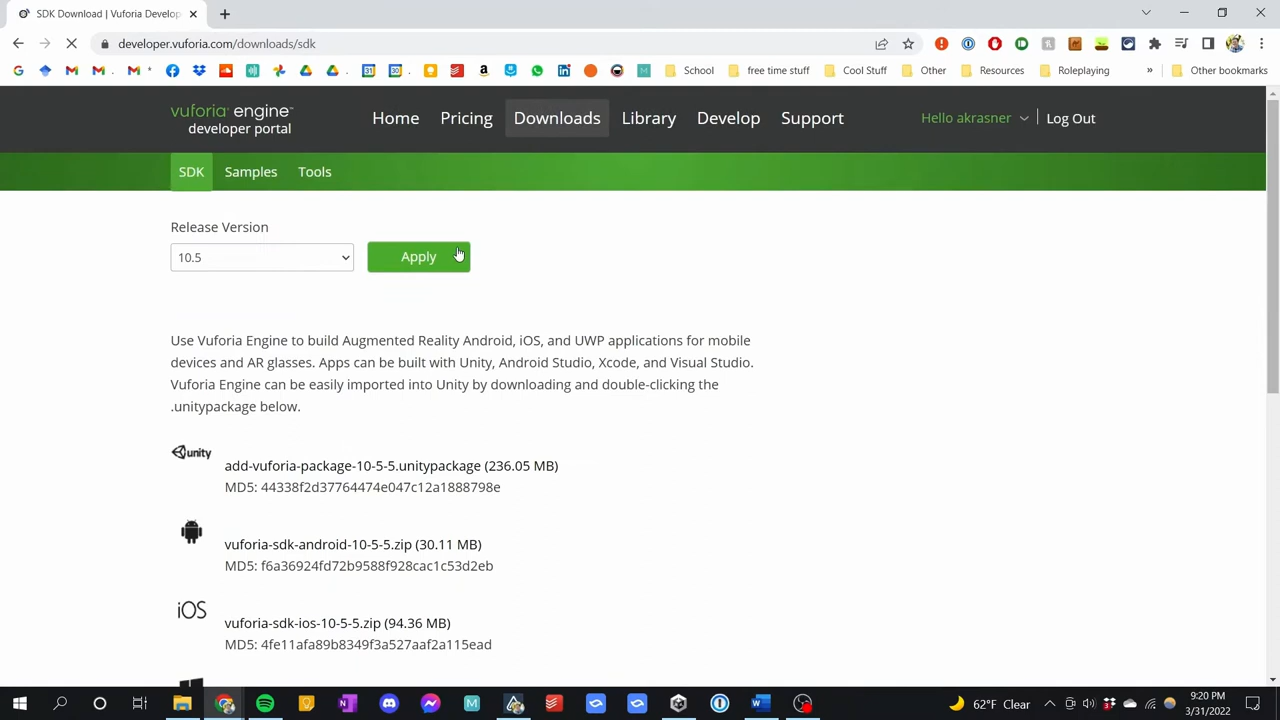 SDK Download | Vuforia Develop
developer.vuforia.com/downloads/sdk
School
free time stuff
Cool Stuff
Other
Resources
Roleplaying
»
Other bookmarks
vuforia engine™
developer portal
Home
Pricing
Downloads
Library
Develop
Support
Hello akrasner
Log Out
SDK
Samples
Tools
Release Version
10.5
Apply
Use Vuforia Engine to build Augmented Reality Android, iOS, and UWP applications for mobile
devices and AR glasses. Apps can be built with Unity, Android Studio, Xcode, and Visual Studio.
Vuforia Engine can be easily imported into Unity by downloading and double-clicking the
.unitypackage below.
unity
add-vuforia-package-10-5-5.unitypackage (236.05 MB)
MD5: 44338f2d37764474e047c12a1888798e
vuforia-sdk-android-10-5-5.zip (30.11 MB)
MD5: f6a36924fd72b9588f928cac1c53d2eb
iOS
vuforia-sdk-ios-10-5-5.zip (94.36 MB)
MD5: 4fe11afa89b8349f3a527aaf2a115ead
62°F Clear
9:20 PM
3/31/2022